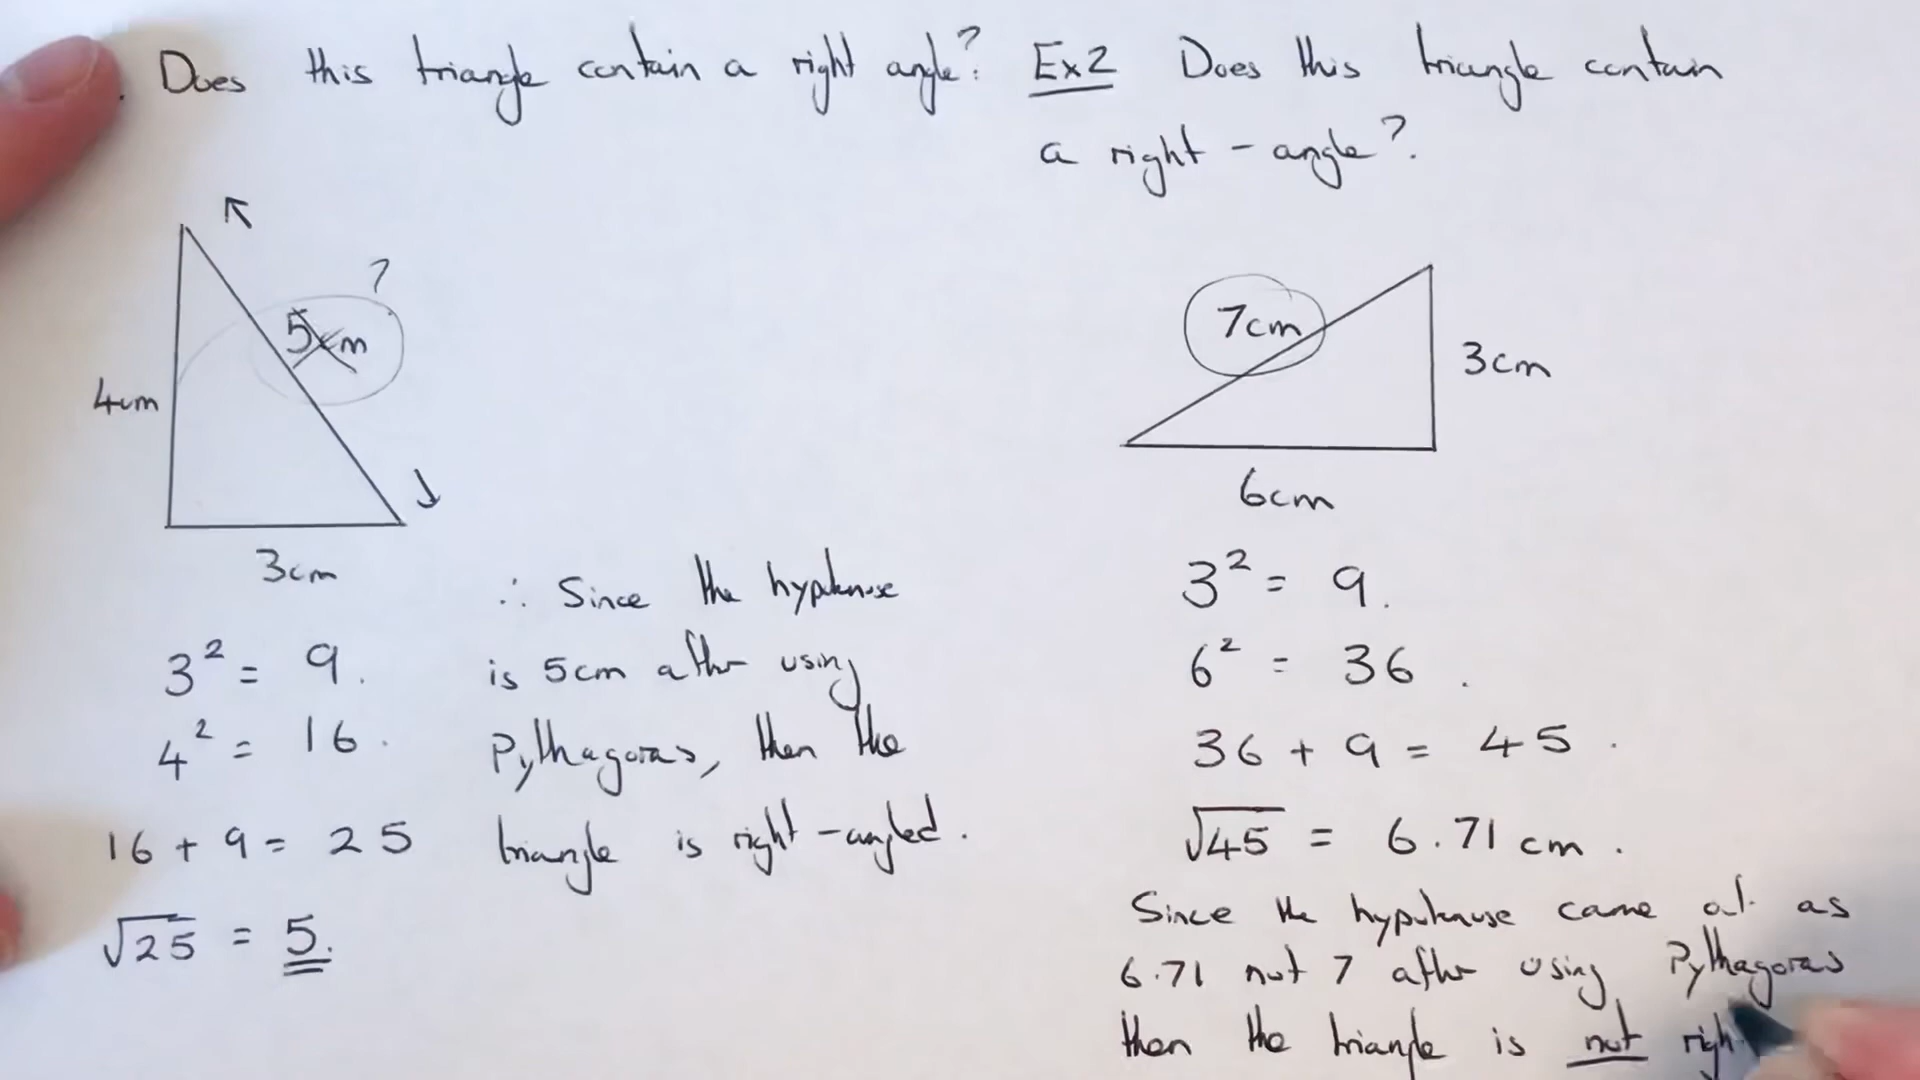 Does this triangle contain a right angle?
4cm
5cm
?
3cm
3² = 9.
4² = 16.
16 + 9 = 25
√25 = 5.
∴ Since the hypotenuse
is 5cm after using
Pythagoras, then the
triangle is right-angled.
Ex2 Does this triangle contain
a right-angle?
7cm
3cm
6cm
3² = 9.
6² = 36.
36 + 9 = 45.
√45 = 6.71 cm.
Since the hypotenuse came out as
6.71 not 7 after using Pythagoras
then the triangle is not righ